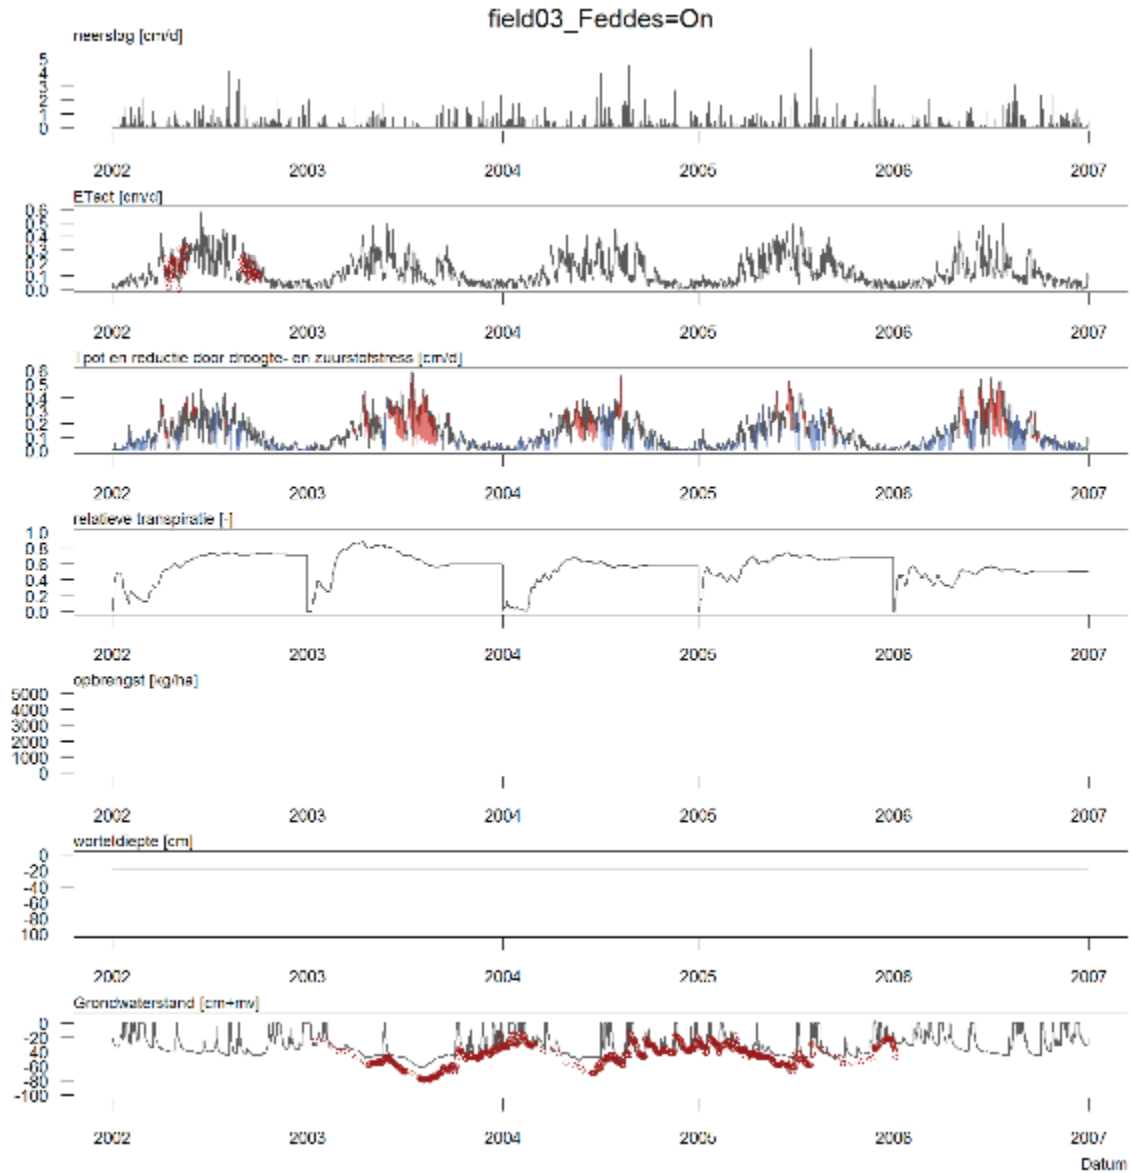 field03_Feddes=On
neerslag [cm/d]
5
4
3
2
1
0
2002 2003 2004 2005 2006 2007
ETact [cm/d]
0.6
0.5
0.4
0.3
0.2
0.1
0.0
2002 2003 2004 2005 2006 2007
Tpot en reductie door droogte- en zuurstofstress [cm/d]
0.6
0.5
0.4
0.3
0.2
0.1
0.0
2002 2003 2004 2005 2006 2007
relatieve transpiratie [-]
1.0
0.8
0.6
0.4
0.2
0.0
2002 2003 2004 2005 2006 2007
opbrengst [kg/ha]
5000
4000
3000
2000
1000
0
2002 2003 2004 2005 2006 2007
worteldiepte [cm]
0
-20
-40
-60
-80
100
2002 2003 2004 2005 2006 2007
Grondwaterstand [cm+mv]
0
-20
-40
-60
-80
-100
2002 2003 2004 2005 2006 2007
Datum